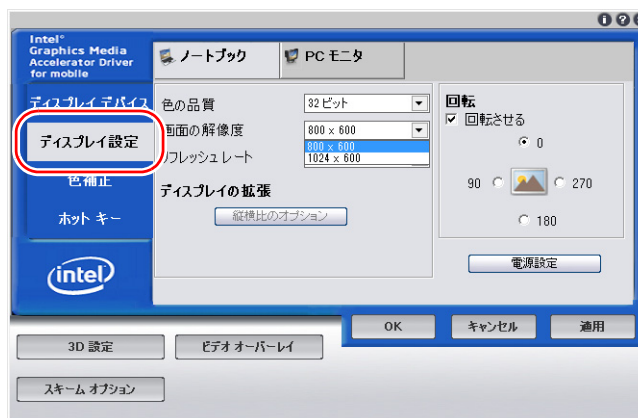 Intel®
Graphics Media
Accelerator Driver
for mobile
ノートブック
PC モニタ
ディスプレイ デバイス
ディスプレイ設定
色補正
ホット キー
intel
色の品質
32 ビット
画面の解像度
800 x 600
800 x 600
1024 x 600
リフレッシュ レート
ディスプレイの拡張
縦横比のオプション
回転
回転させる
0
90
270
180
電源設定
OK
キャンセル
適用
3D 設定
ビデオ オーバーレイ
スキーム オプション